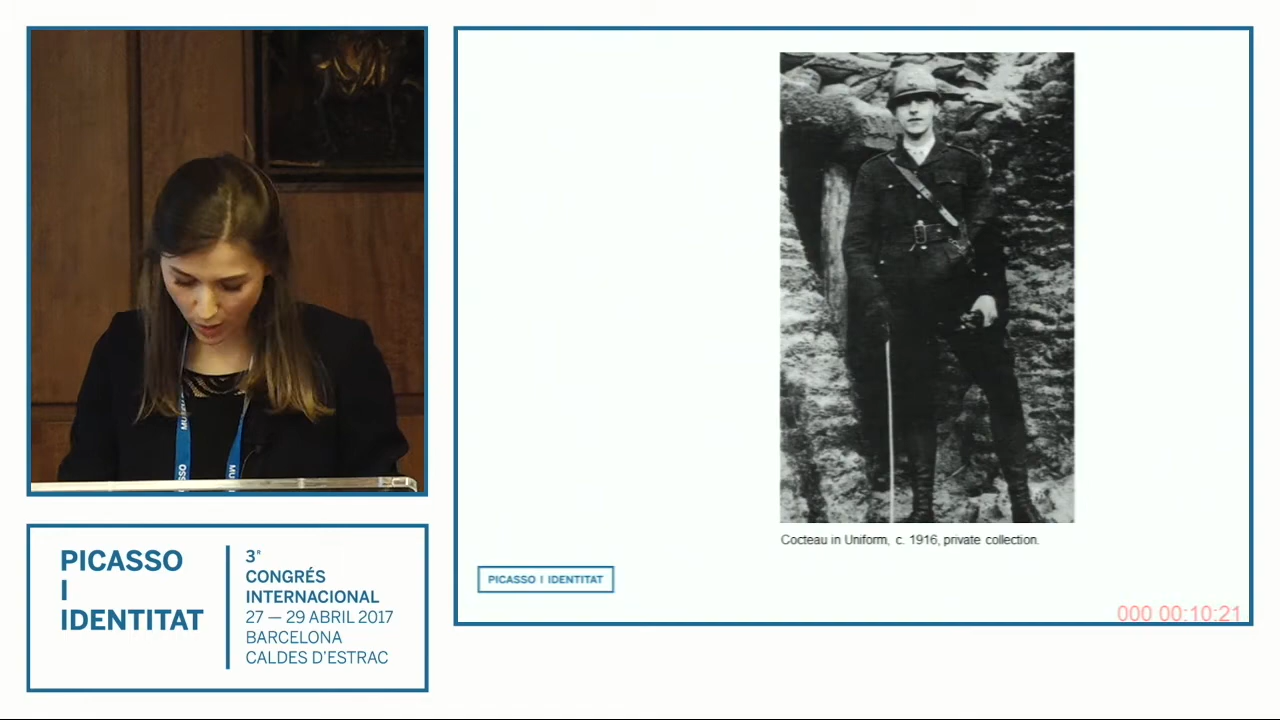 Cocteau in Uniform, c. 1916, private collection.
PICASSO I IDENTITAT
000 00:10:21
PICASSO
I
IDENTITAT
3ᵉ
CONGRÉS
INTERNACIONAL
27 — 29 ABRIL 2017
BARCELONA
CALDES D'ESTRAC